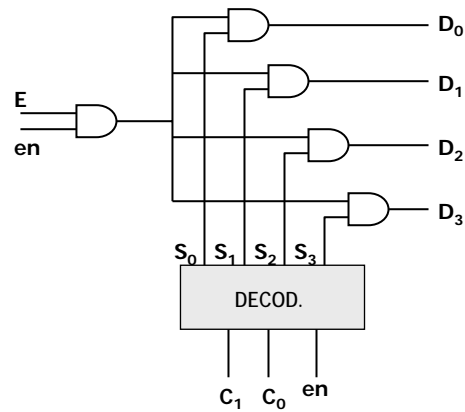 D₀
D₁
E
en
D₂
D₃
S₀ S₁ S₂ S₃
DECOD.
C₁ C₀ en